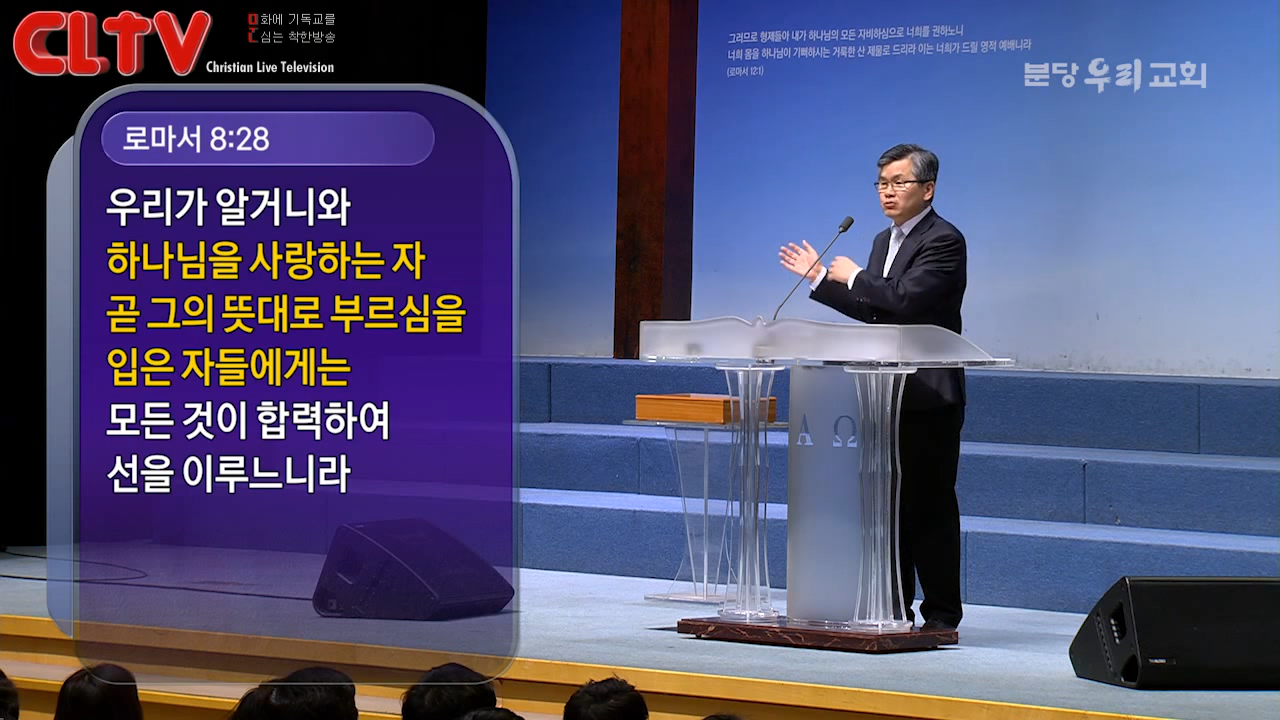 CLTV
문화에 기독교를
심는 착한방송
Christian Live Television
그러므로 형제들아 내가 하나님의 모든 자비하심으로 너희를 권하노니
너희 몸을 하나님이 기뻐하시는 거룩한 산 제물로 드리라 이는 너희가 드릴 영적 예배니라
(로마서 12:1)
분당우리교회
로마서 8:28
우리가 알거니와
하나님을 사랑하는 자
곧 그의 뜻대로 부르심을
입은 자들에게는
모든 것이 합력하여
선을 이루느니라
Α Ω